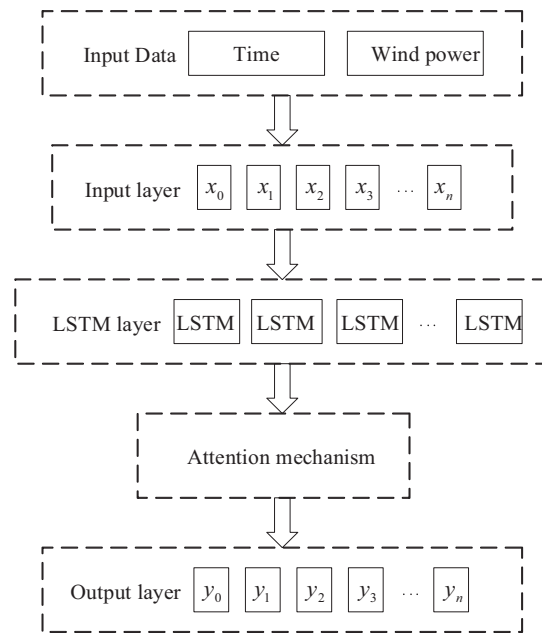 Input Data Time Wind power
Input layer x₀ x₁ x₂ x₃ ... xₙ
LSTM layer LSTM LSTM LSTM ... LSTM
Attention mechanism
Output layer y₀ y₁ y₂ y₃ ... yₙ